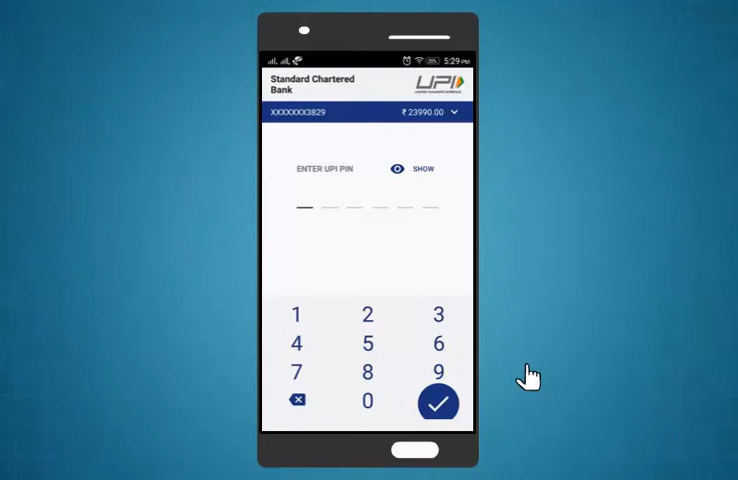 5:29 PM
Standard Chartered
Bank
UPI
XXXXXXX3829
₹ 23990.00
ENTER UPI PIN
SHOW
1 2 3
4 5 6
7 8 9
0